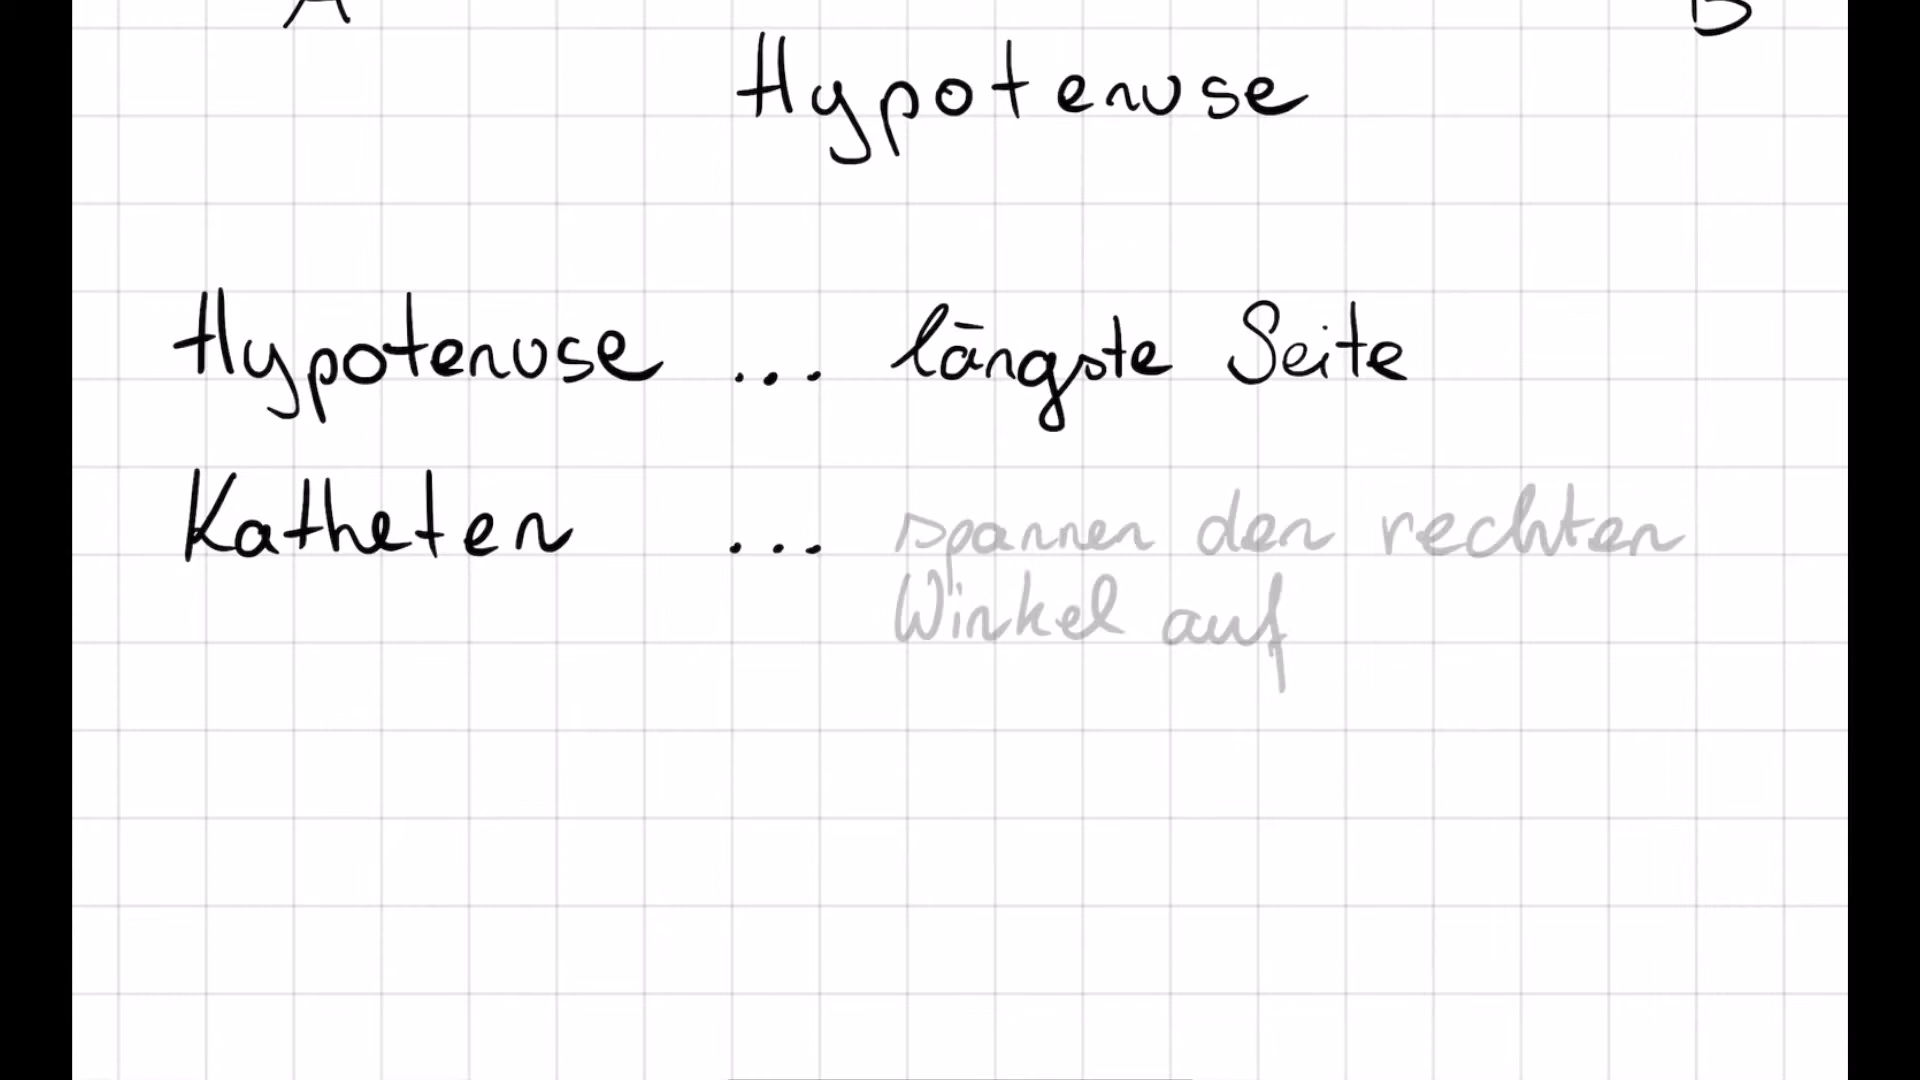 A B
Hypotenuse
Hypotenuse ... längste Seite
Katheten ... spannen den rechten
Winkel auf